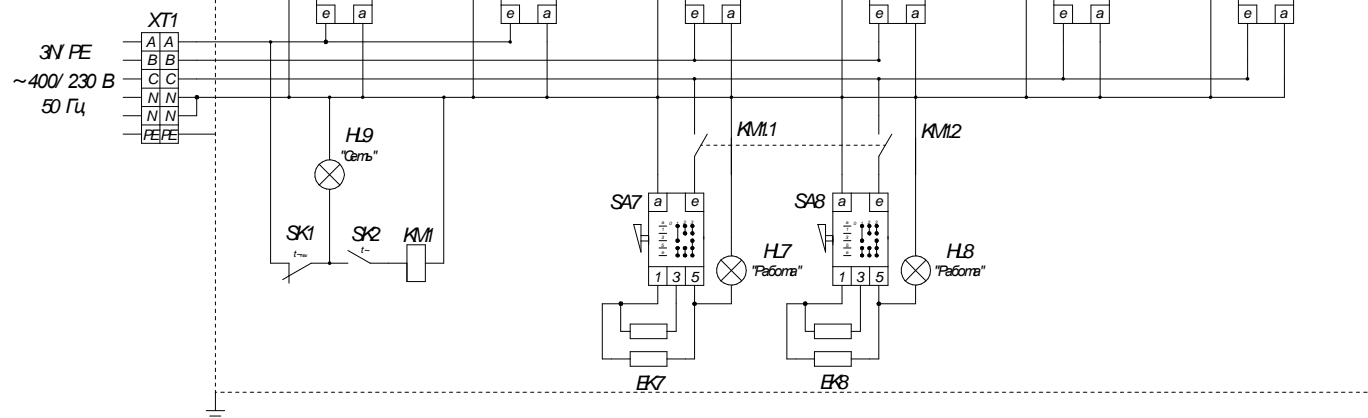 e a e a e a e a e a e a
XT1
A A
3N/PE
B B
~400/230 В
C C
50 Гц
N N
N N
PE PE
HL9
"Сеть"
KM1.1
KM1.2
SA7
a e
SA8
a e
SK1
SK2
KM1
HL7
"Работа"
HL8
"Работа"
1 3 5
1 3 5
EK7
EK8